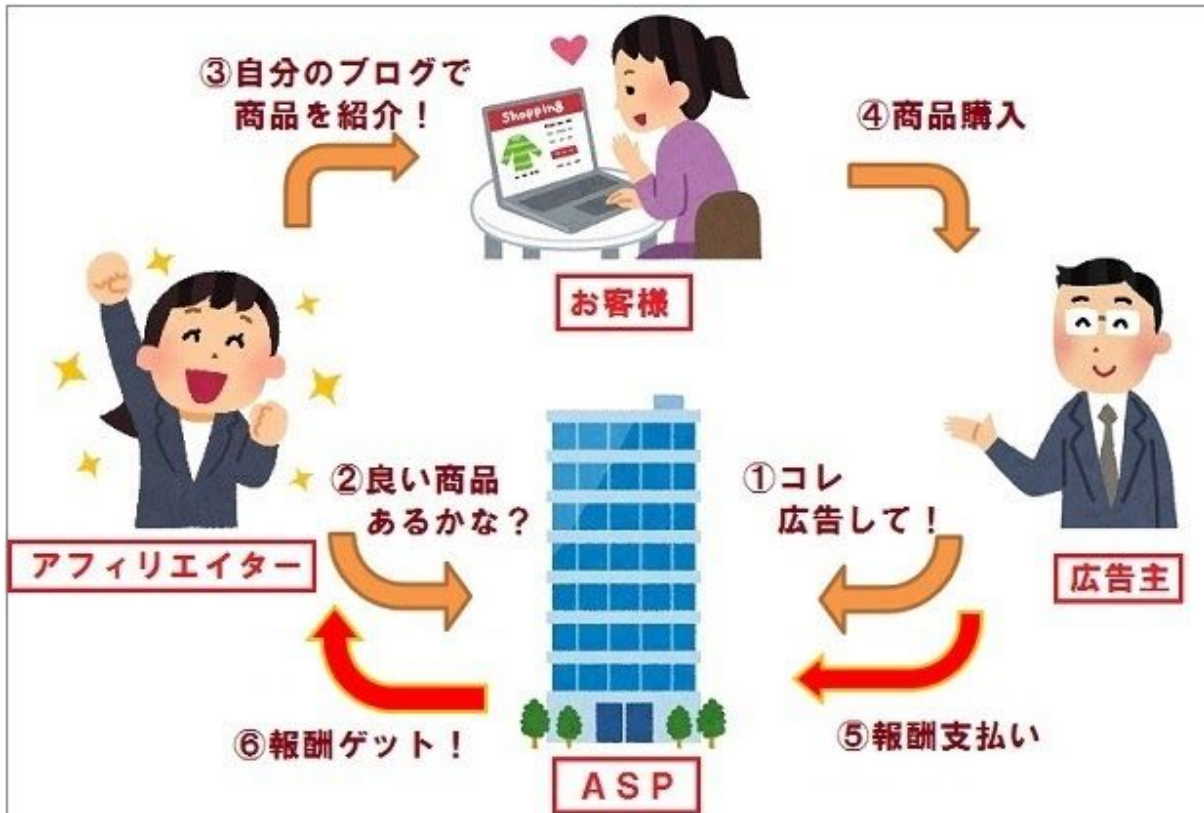 ③自分のブログで
商品を紹介！
Shopping
④商品購入
お客様
②良い商品
あるかな？
①コレ
広告して！
アフィリエイター
広告主
⑥報酬ゲット！
⑤報酬支払い
ＡＳＰ